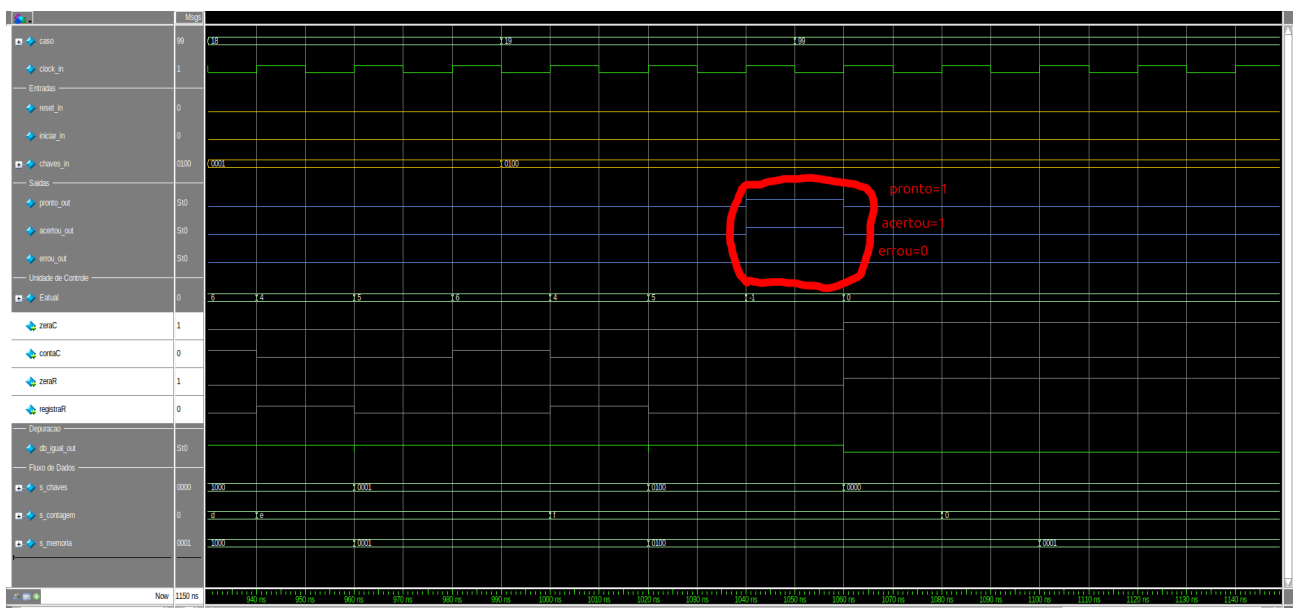 Msgs
caso 99 18 19 99
clock_in 1
Entradas
reset_in 0
iniciar_in 0
chaves_in 0100 0001 0100
Saidas
pronto_out St0 pronto=1
acertou_out St0 acertou=1
errou_out St0 errou=0
Unidade de Controle
Eatual 0 6 4 5 6 4 5 -1 0
zeraC 1
contaC 0
zeraR 1
registraR 0
Depuracao
db_igual_out St0
Fluxo de Dados
s_chaves 0000 1000 0001 0100 0000
s_contagem 0 d e f 0
s_memoria 0001 1000 0001 0100 0001
Now 1150 ns 940 ns 950 ns 960 ns 970 ns 980 ns 990 ns 1000 ns 1010 ns 1020 ns 1030 ns 1040 ns 1050 ns 1060 ns 1070 ns 1080 ns 1090 ns 1100 ns 1110 ns 1120 ns 1130 ns 1140 ns